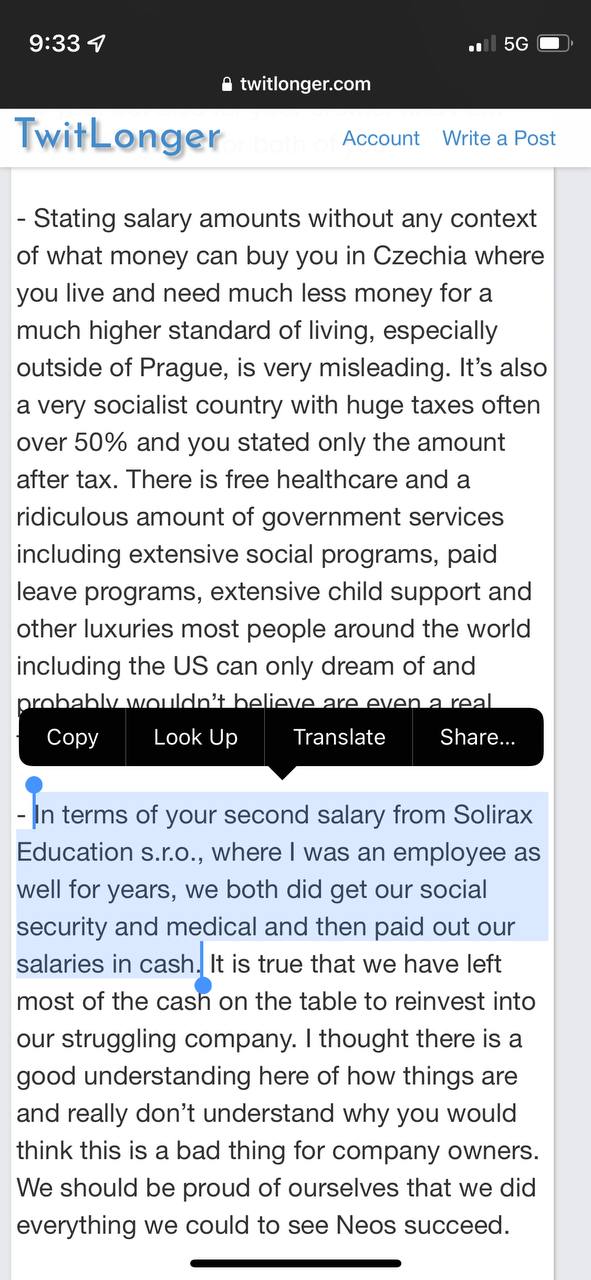 9:33
5G
twitlonger.com
TwitLonger
Account
Write a Post
- Stating salary amounts without any context
of what money can buy you in Czechia where
you live and need much less money for a
much higher standard of living, especially
outside of Prague, is very misleading. It’s also
a very socialist country with huge taxes often
over 50% and you stated only the amount
after tax. There is free healthcare and a
ridiculous amount of government services
including extensive social programs, paid
leave programs, extensive child support and
other luxuries most people around the world
including the US can only dream of and
probably wouldn’t believe are even a real
Copy
Look Up
Translate
Share...
- In terms of your second salary from Solirax
Education s.r.o., where I was an employee as
well for years, we both did get our social
security and medical and then paid out our
salaries in cash. It is true that we have left
most of the cash on the table to reinvest into
our struggling company. I thought there is a
good understanding here of how things are
and really don’t understand why you would
think this is a bad thing for company owners.
We should be proud of ourselves that we did
everything we could to see Neos succeed.